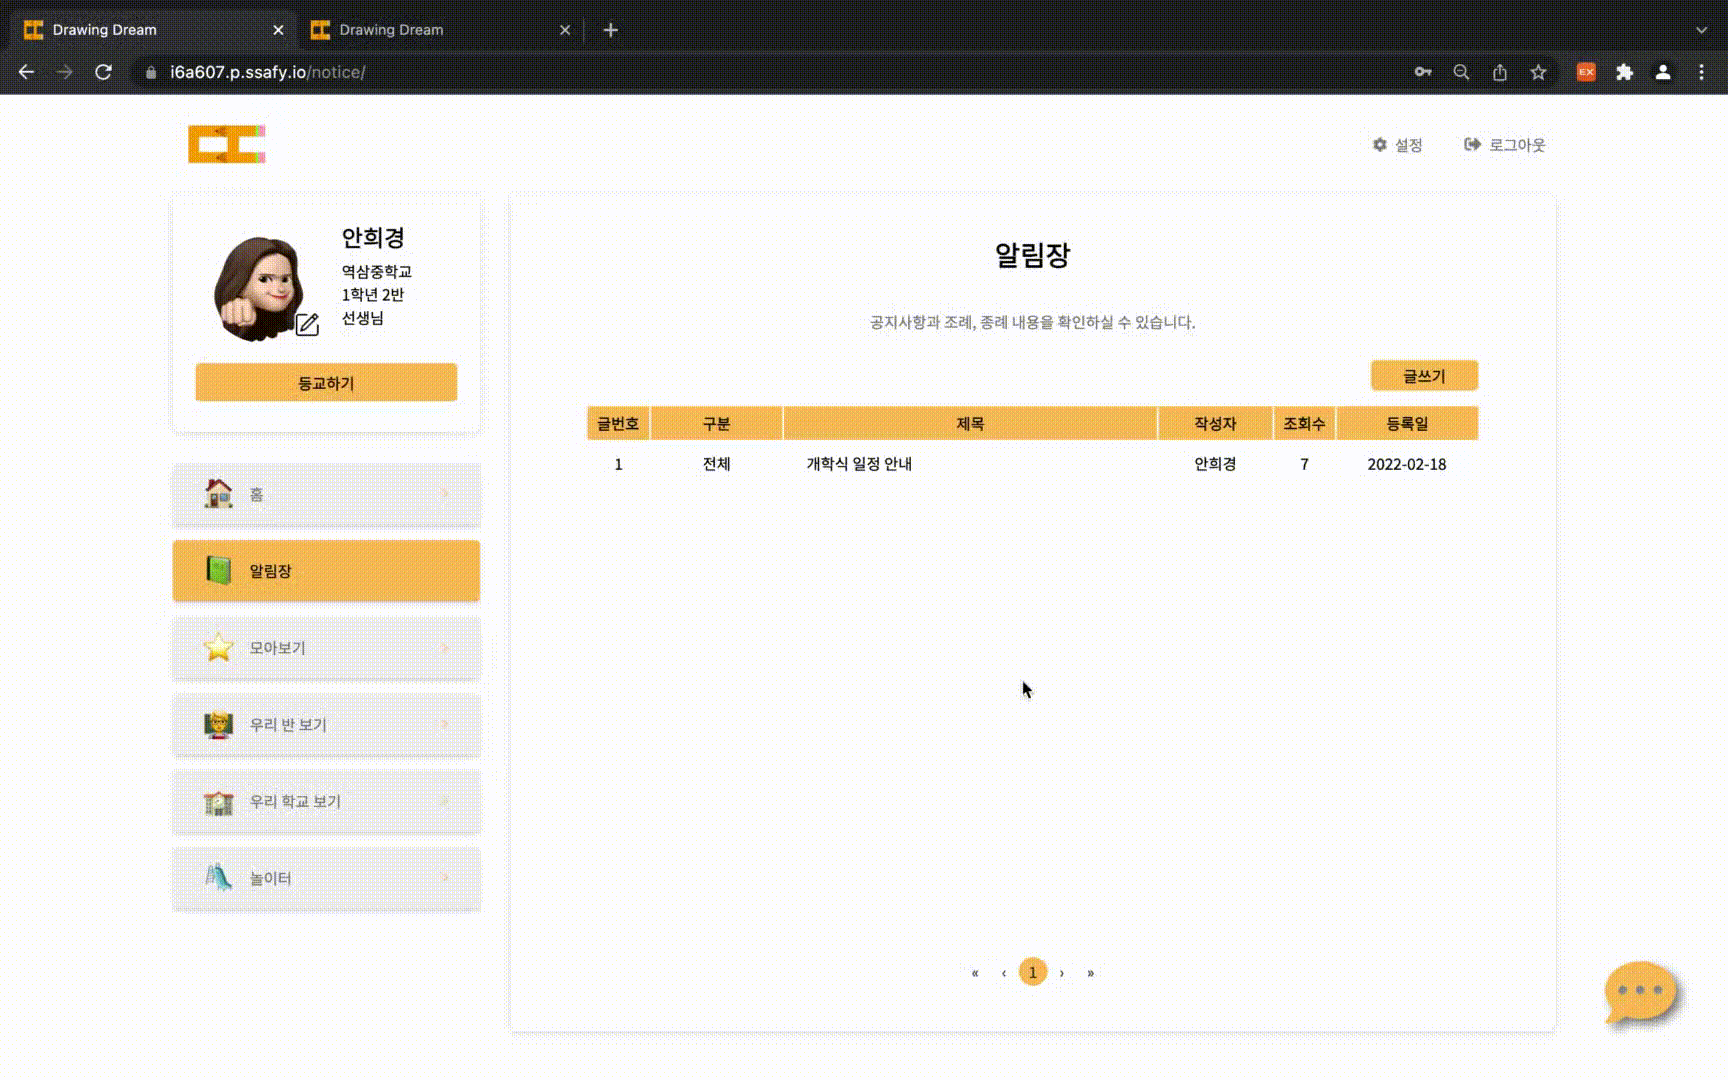 Drawing Dream
Drawing Dream
i6a607.p.ssafy.io/notice/
EX
설정
로그아웃
안희경
역삼중학교
1학년 2반
선생님
등교하기
홈
알림장
모아보기
우리 반 보기
우리 학교 보기
놀이터
알림장
공지사항과 조례, 종례 내용을 확인하실 수 있습니다.
글쓰기
글번호 구분 제목 작성자 조회수 등록일
1 전체 개학식 일정 안내 안희경 7 2022-02-18
« ‹ 1 › »